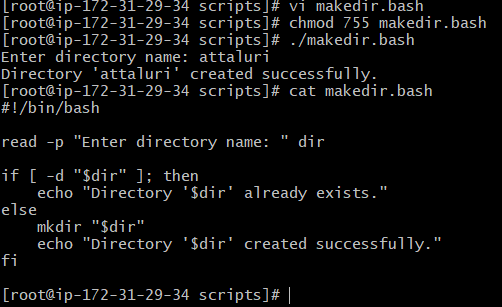 [root@ip-172-31-29-34 scripts]# vi makedir.bash
[root@ip-172-31-29-34 scripts]# chmod 755 makedir.bash
[root@ip-172-31-29-34 scripts]# ./makedir.bash
Enter directory name: attaluri
Directory 'attaluri' created successfully.
[root@ip-172-31-29-34 scripts]# cat makedir.bash
#!/bin/bash

read -p "Enter directory name: " dir

if [ -d "$dir" ]; then
    echo "Directory '$dir' already exists."
else
    mkdir "$dir"
    echo "Directory '$dir' created successfully."
fi

[root@ip-172-31-29-34 scripts]#